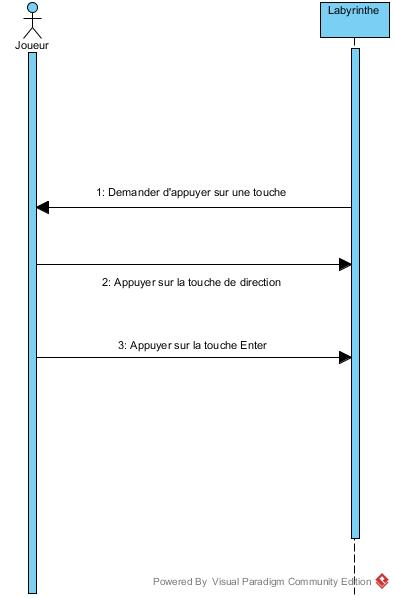 Labyrinthe
Joueur
1: Demander d'appuyer sur une touche
2: Appuyer sur la touche de direction
3: Appuyer sur la touche Enter
Powered By Visual Paradigm Community Edition